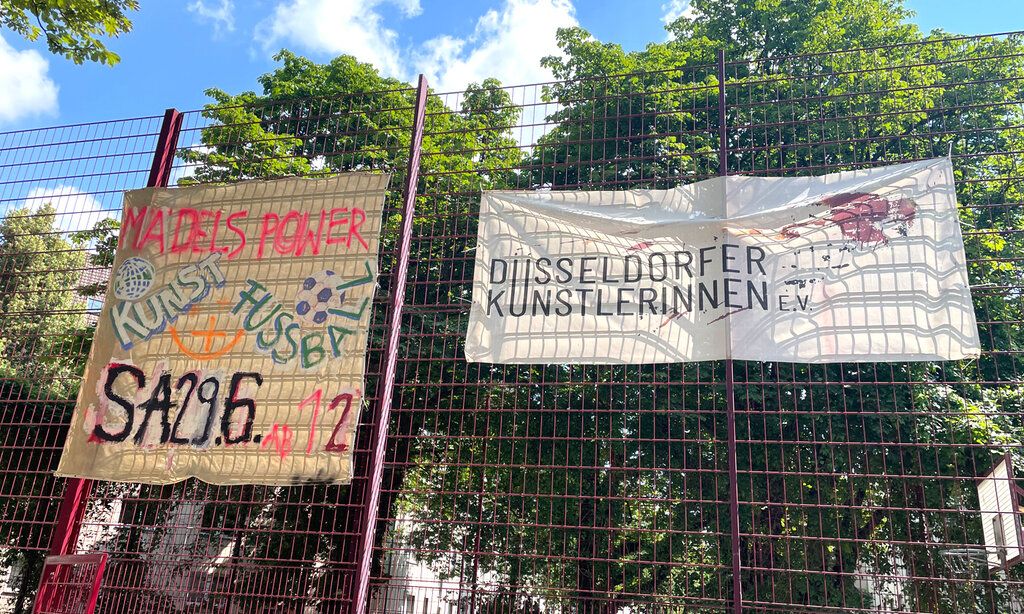 MÄDELS POWER
KUNST
+
FUSSBALL
SA 29.6. AB 12
DÜSSELDORFER
KÜNSTLERINNEN E.V.